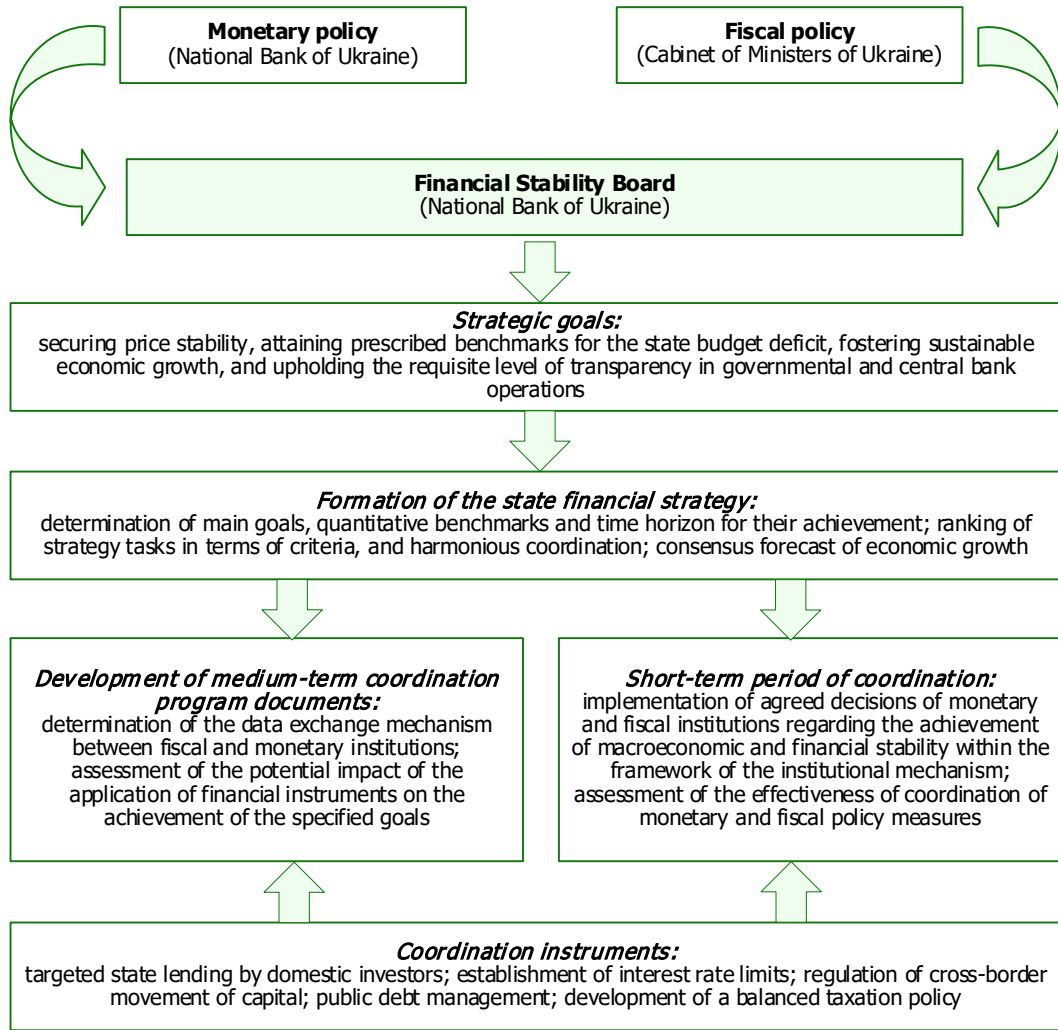 Monetary policy
(National Bank of Ukraine)
Fiscal policy
(Cabinet of Ministers of Ukraine)
Financial Stability Board
(National Bank of Ukraine)
Strategic goals:
securing price stability, attaining prescribed benchmarks for the state budget deficit, fostering sustainable
economic growth, and upholding the requisite level of transparency in governmental and central bank
operations
Formation of the state financial strategy:
determination of main goals, quantitative benchmarks and time horizon for their achievement; ranking of
strategy tasks in terms of criteria, and harmonious coordination; consensus forecast of economic growth
Development of medium-term coordination
program documents:
determination of the data exchange mechanism
between fiscal and monetary institutions;
assessment of the potential impact of the
application of financial instruments on the
achievement of the specified goals
Short-term period of coordination:
implementation of agreed decisions of monetary
and fiscal institutions regarding the achievement
of macroeconomic and financial stability within the
framework of the institutional mechanism;
assessment of the effectiveness of coordination of
monetary and fiscal policy measures
Coordination instruments:
targeted state lending by domestic investors; establishment of interest rate limits; regulation of cross-border
movement of capital; public debt management; development of a balanced taxation policy